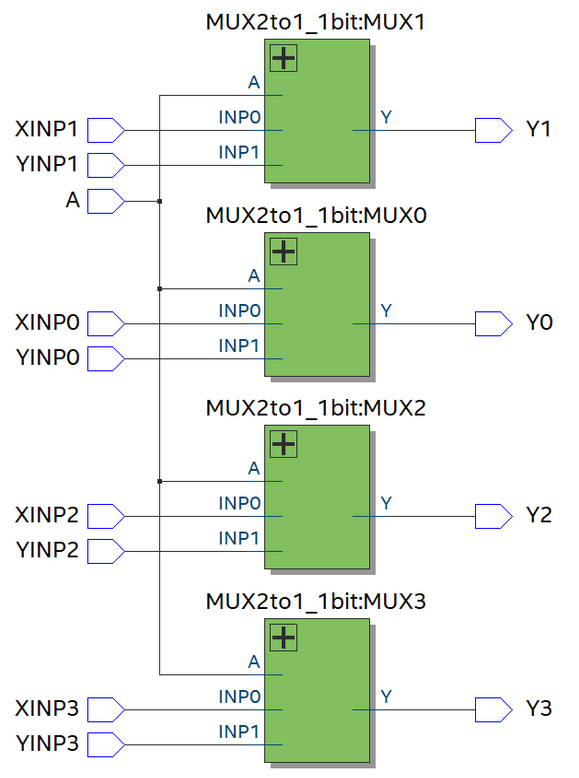 MUX2to1_1bit:MUX1
A
XINP1 INP0 Y Y1
YINP1 INP1
A
MUX2to1_1bit:MUX0
A
XINP0 INP0 Y Y0
YINP0 INP1
MUX2to1_1bit:MUX2
A
XINP2 INP0 Y Y2
YINP2 INP1
MUX2to1_1bit:MUX3
A
XINP3 INP0 Y Y3
YINP3 INP1